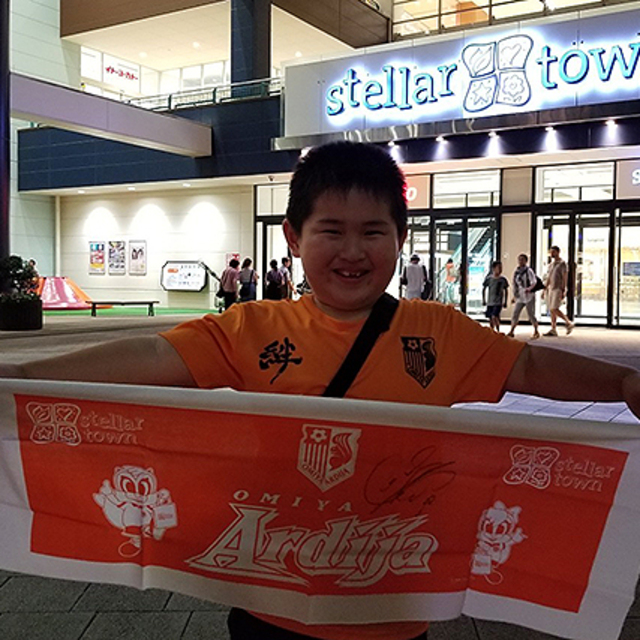 stellar town
イトーヨーカドー
絆
stellar
town
OMIYA
Ardija
stellar
town